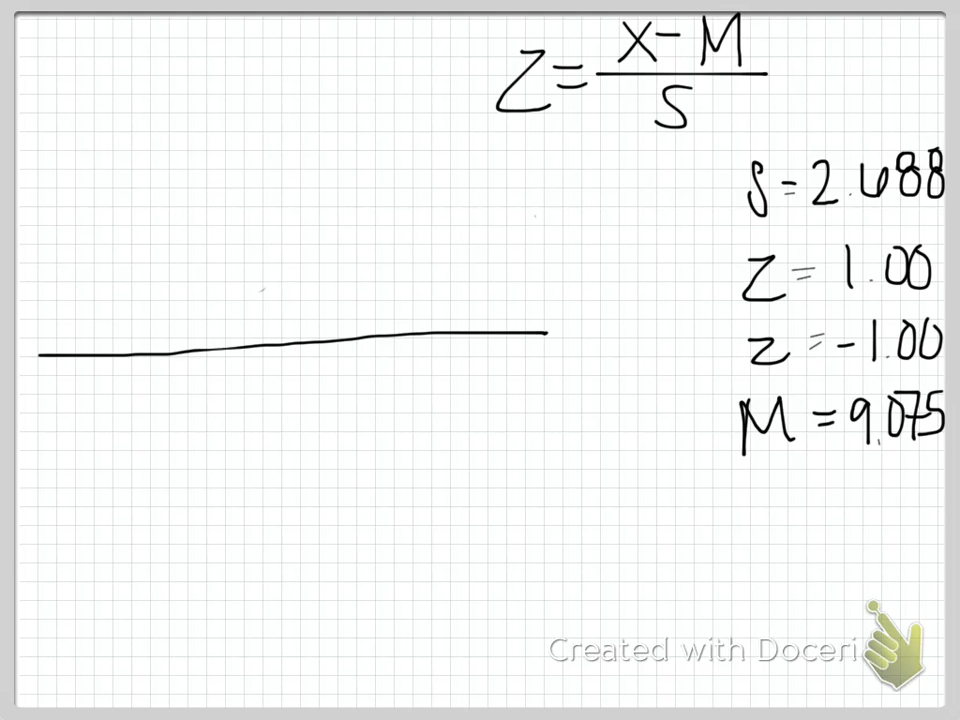 Z = X - M
S
S = 2.688
Z = 1.00
Z = -1.00
M = 9.075
Created with Doceri